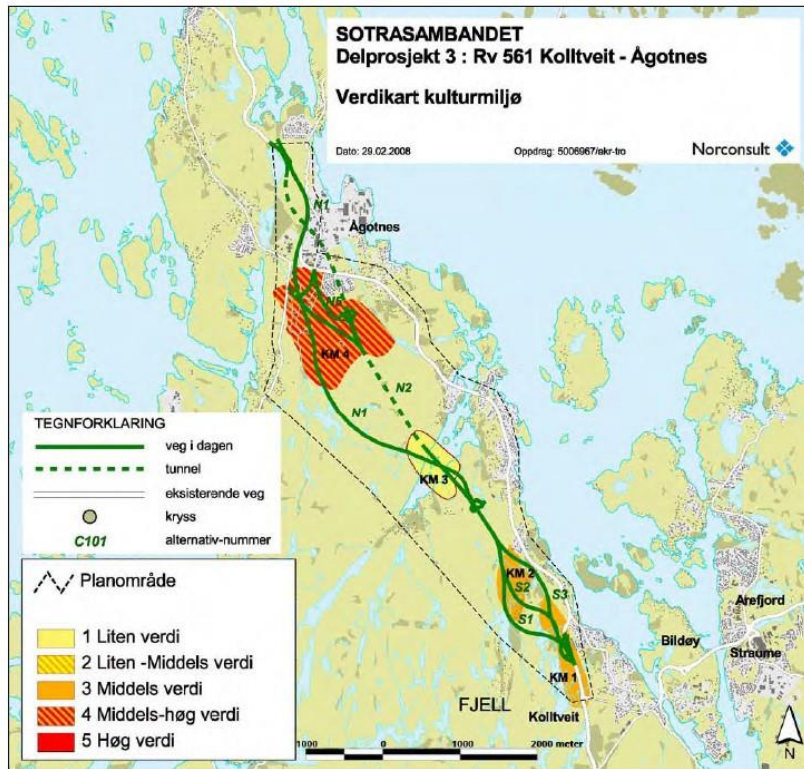 SOTRASAMBANDET
Delprosjekt 3 : Rv 561 Kolltveit - Ågotnes
Verdikart kulturmiljø
Dato: 29.02.2008
Oppdrag: 5006967/akr-tro
Norconsult
N1
Ågotnes
N5
KM 4
N2
N1
KM 3
TEGNFORKLARING
veg i dagen
tunnel
eksisterende veg
kryss
C101
alternativ-nummer
Planområde
1 Liten verdi
2 Liten -Middels verdi
3 Middels verdi
4 Middels-høg verdi
5 Høg verdi
KM 2
S2
S3
S1
KM 1
Arefjord
Bildøy
Straume
FJELL
Kolltveit
1000 0 1000 2000 meter
N